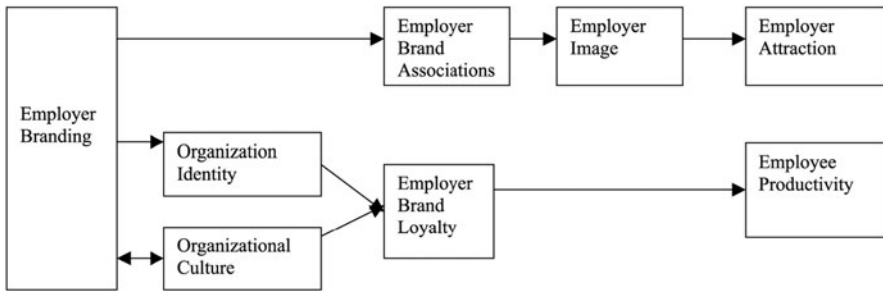 Employer
Branding
Employer
Brand
Associations
Employer
Image
Employer
Attraction
Organization
Identity
Organizational
Culture
Employer
Brand
Loyalty
Employee
Productivity